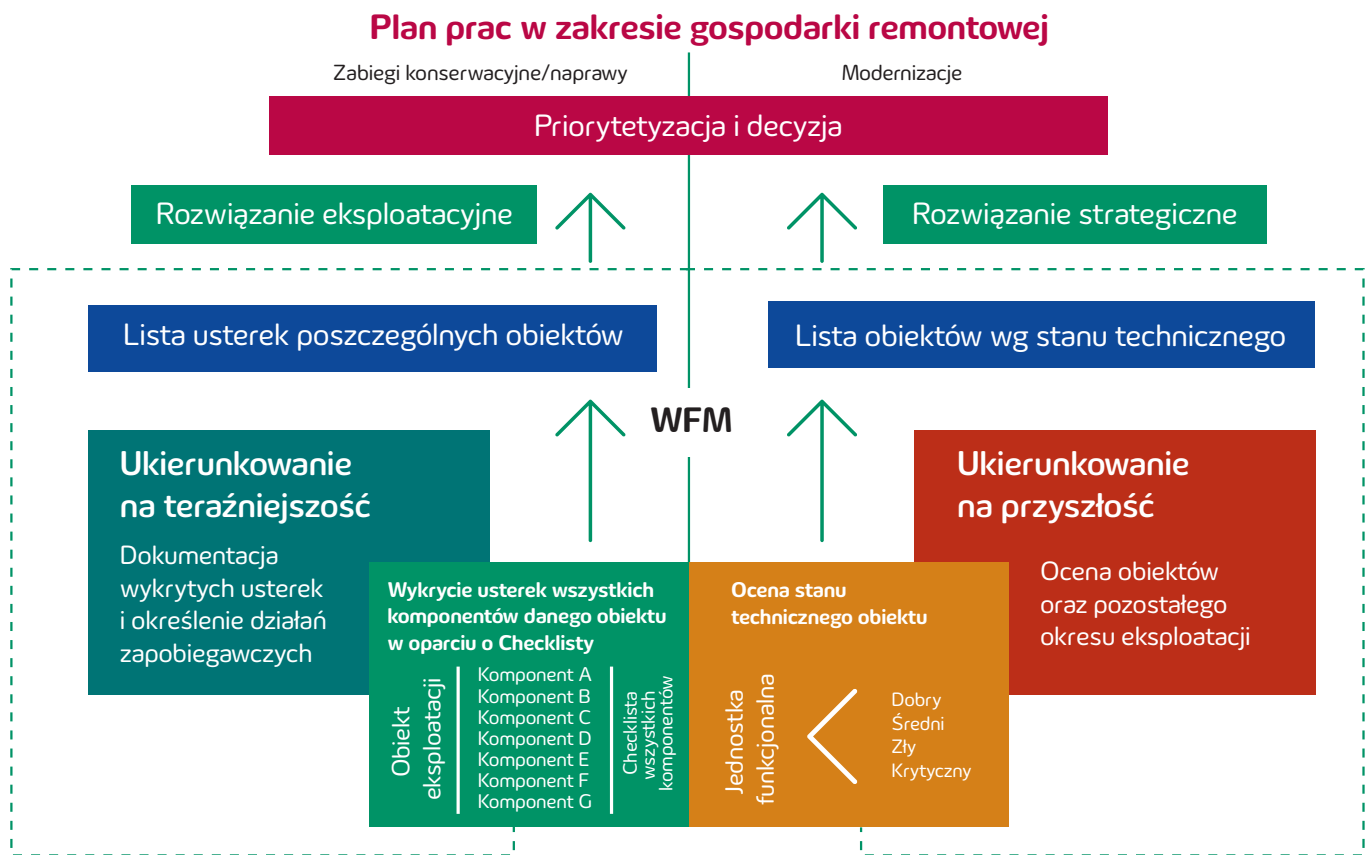 Plan prac w zakresie gospodarki remontowej
Zabiegi konserwacyjne/naprawy
Modernizacje
Priorytetyzacja i decyzja
Rozwiązanie eksploatacyjne
Rozwiązanie strategiczne
Lista usterek poszczególnych obiektów
Lista obiektów wg stanu technicznego
WFM
Ukierunkowanie
na teraźniejszość
Dokumentacja
wykrytych usterek
i określenie działań
zapobiegawczych
Ukierunkowanie
na przyszłość
Ocena obiektów
oraz pozostałego
okresu eksploatacji
Wykrycie usterek wszystkich
komponentów danego obiektu
w oparciu o Checklisty
Obiekt
eksploatacji
Komponent A
Komponent B
Komponent C
Komponent D
Komponent E
Komponent F
Komponent G
Checklista
wszystkich
komponentów
Ocena stanu
technicznego obiektu
Jednostka
funkcjonalna
Dobry
Średni
Zły
Krytyczny